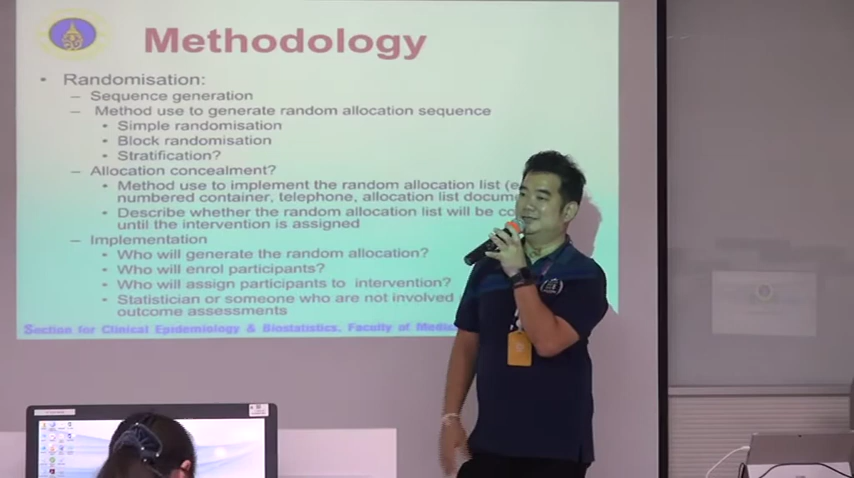 Methodology
• Randomisation:
– Sequence generation
– Method use to generate random allocation sequence
• Simple randomisation
• Block randomisation
• Stratification?
– Allocation concealment?
• Method use to implement the random allocation list (e
numbered container, telephone, allocation list docum
• Describe whether the random allocation list will be co
until the intervention is assigned
– Implementation
• Who will generate the random allocation?
• Who will enrol participants?
• Who will assign participants to intervention?
• Statistician or someone who are not involved
outcome assessments
Section for Clinical Epidemiology & Biostatistics, Faculty of Medic